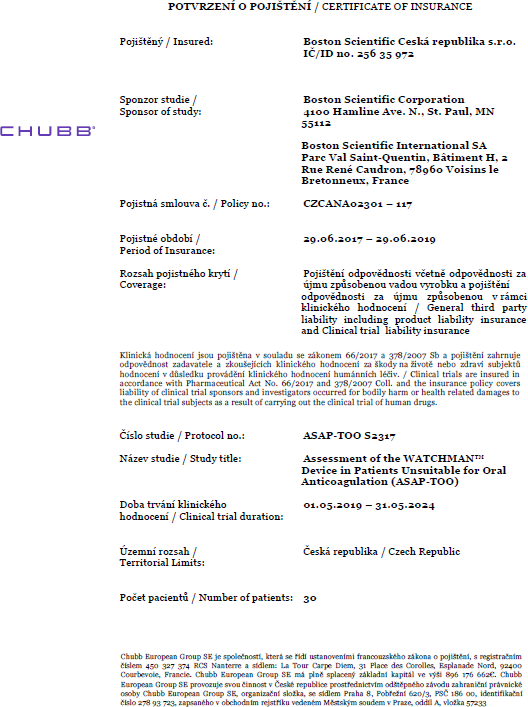 POTVRZENÍ O POJIŠTĚNÍ / CERTIFICATE OF INSURANCE
Pojištěný / Insured:
Boston Scientific Ceská republika s.r.o.
IČ/ID no. 256 35 972
Sponzor studie /
Sponsor of study:
Boston Scientific Corporation
4100 Hamline Ave. N., St. Paul, MN
55112
CHUBB®
Boston Scientific International SA
Parc Val Saint-Quentin, Bâtiment H, 2
Rue René Caudron, 78960 Voisins le
Bretonneux, France
Pojistná smlouva č. / Policy no.:
CZCANA02301 – 117
Pojistné období /
Period of Insurance:
29.06.2017 – 29.06.2019
Rozsah pojistného krytí /
Coverage:
Pojištění odpovědnosti včetně odpovědnosti za
újmu způsobenou vadou vyrobku a pojištění
odpovědnosti za újmu způsobenou v rámci
klinického hodnocení / General third party
liability including product liability insurance
and Clinical trial liability insurance
Klinická hodnocení jsou pojištěna v souladu se zákonem 66/2017 a 378/2007 Sb a pojištění zahrnuje
odpovědnost zadavatele a zkoušejících klinického hodnocení za škody na životě nebo zdraví subjektů
hodnocení v důsledku provádění klinického hodnocení humánních léčiv. / Clinical trials are insured in
accordance with Pharmaceutical Act No. 66/2017 and 378/2007 Coll. and the insurance policy covers
liability of clinical trial sponsors and investigators occurred for bodily harm or health related damages to
the clinical trial subjects as a result of carrying out the clinical trial of human drugs.
Číslo studie / Protocol no.:
ASAP-TOO S2317
Název studie / Study title:
Assessment of the WATCHMAN™
Device in Patients Unsuitable for Oral
Anticoagulation (ASAP-TOO)
Doba trvání klinického
hodnocení / Clinical trial duration:
01.05.2019 – 31.05.2024
Územní rozsah /
Territorial Limits:
Česká republika / Czech Republic
Počet pacientů / Number of patients:
30
Chubb European Group SE je společností, která se řídí ustanoveními francouzského zákona o pojištění, s registračním
číslem 450 327 374 RCS Nanterre a sídlem: La Tour Carpe Diem, 31 Place des Corolles, Esplanade Nord, 92400
Courbevoie, Francie. Chubb European Group SE má plně splacený základní kapitál ve výši 896 176 662€. Chubb
European Group SE provozuje svou činnost v České republice prostřednictvím odštěpného závodu zahraniční právnické
osoby Chubb European Group SE, organizační složka, se sídlem Praha 8, Pobřežní 620/3, PSČ 186 00, identifikační
číslo 278 93 723, zapsaného v obchodním rejstříku vedeném Městským soudem v Praze, oddíl A, vložka 57233